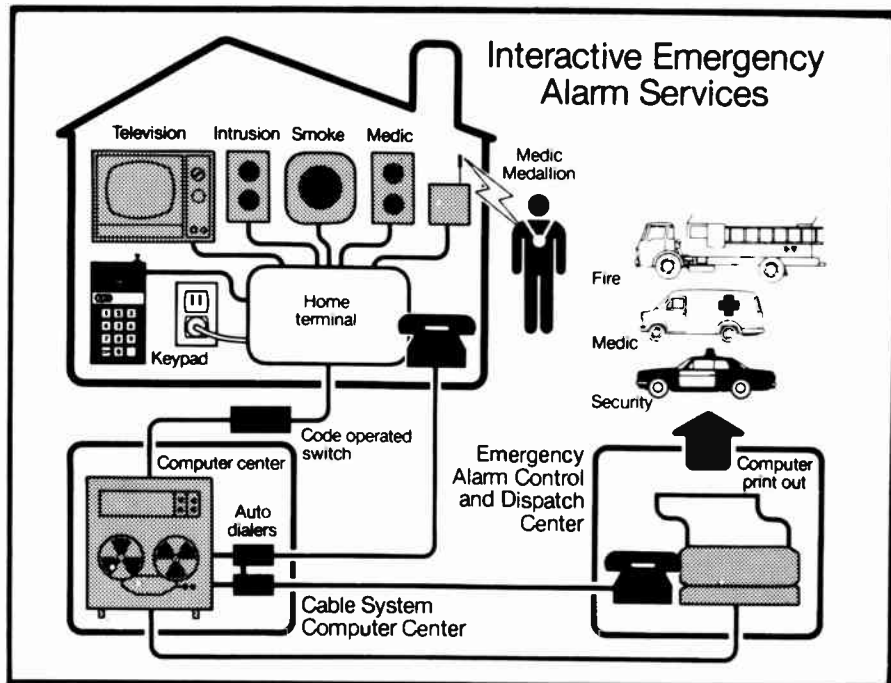 Interactive Emergency
Alarm Services
Television
Intrusion
Smoke
Medic
Medic
Medallion
Home
terminal
Keypad
Fire
Medic
Security
Code operated
switch
Computer center
Auto
dialers
Cable System
Computer Center
Emergency
Alarm Control
and Dispatch
Center
Computer
print out